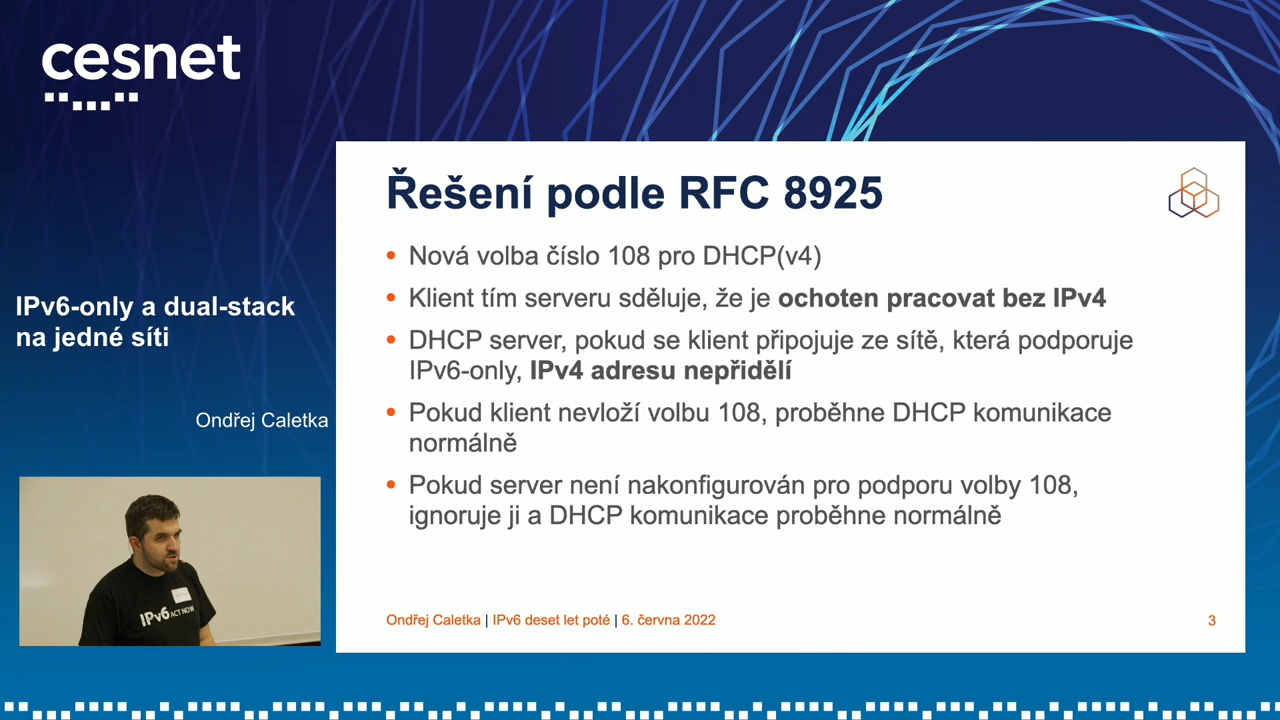 cesnet
IPv6-only a dual-stack
na jedné síti
Ondřej Caletka
IPv6 ACT NOW
Řešení podle RFC 8925
Nová volba číslo 108 pro DHCP(v4)
Klient tím serveru sděluje, že je ochoten pracovat bez IPv4
DHCP server, pokud se klient připojuje ze sítě, která podporuje
IPv6-only, IPv4 adresu nepřidělí
Pokud klient nevloží volbu 108, proběhne DHCP komunikace
normálně
Pokud server není nakonfigurován pro podporu volby 108,
ignoruje ji a DHCP komunikace proběhne normálně
Ondřej Caletka | IPv6 deset let poté | 6. června 2022
3